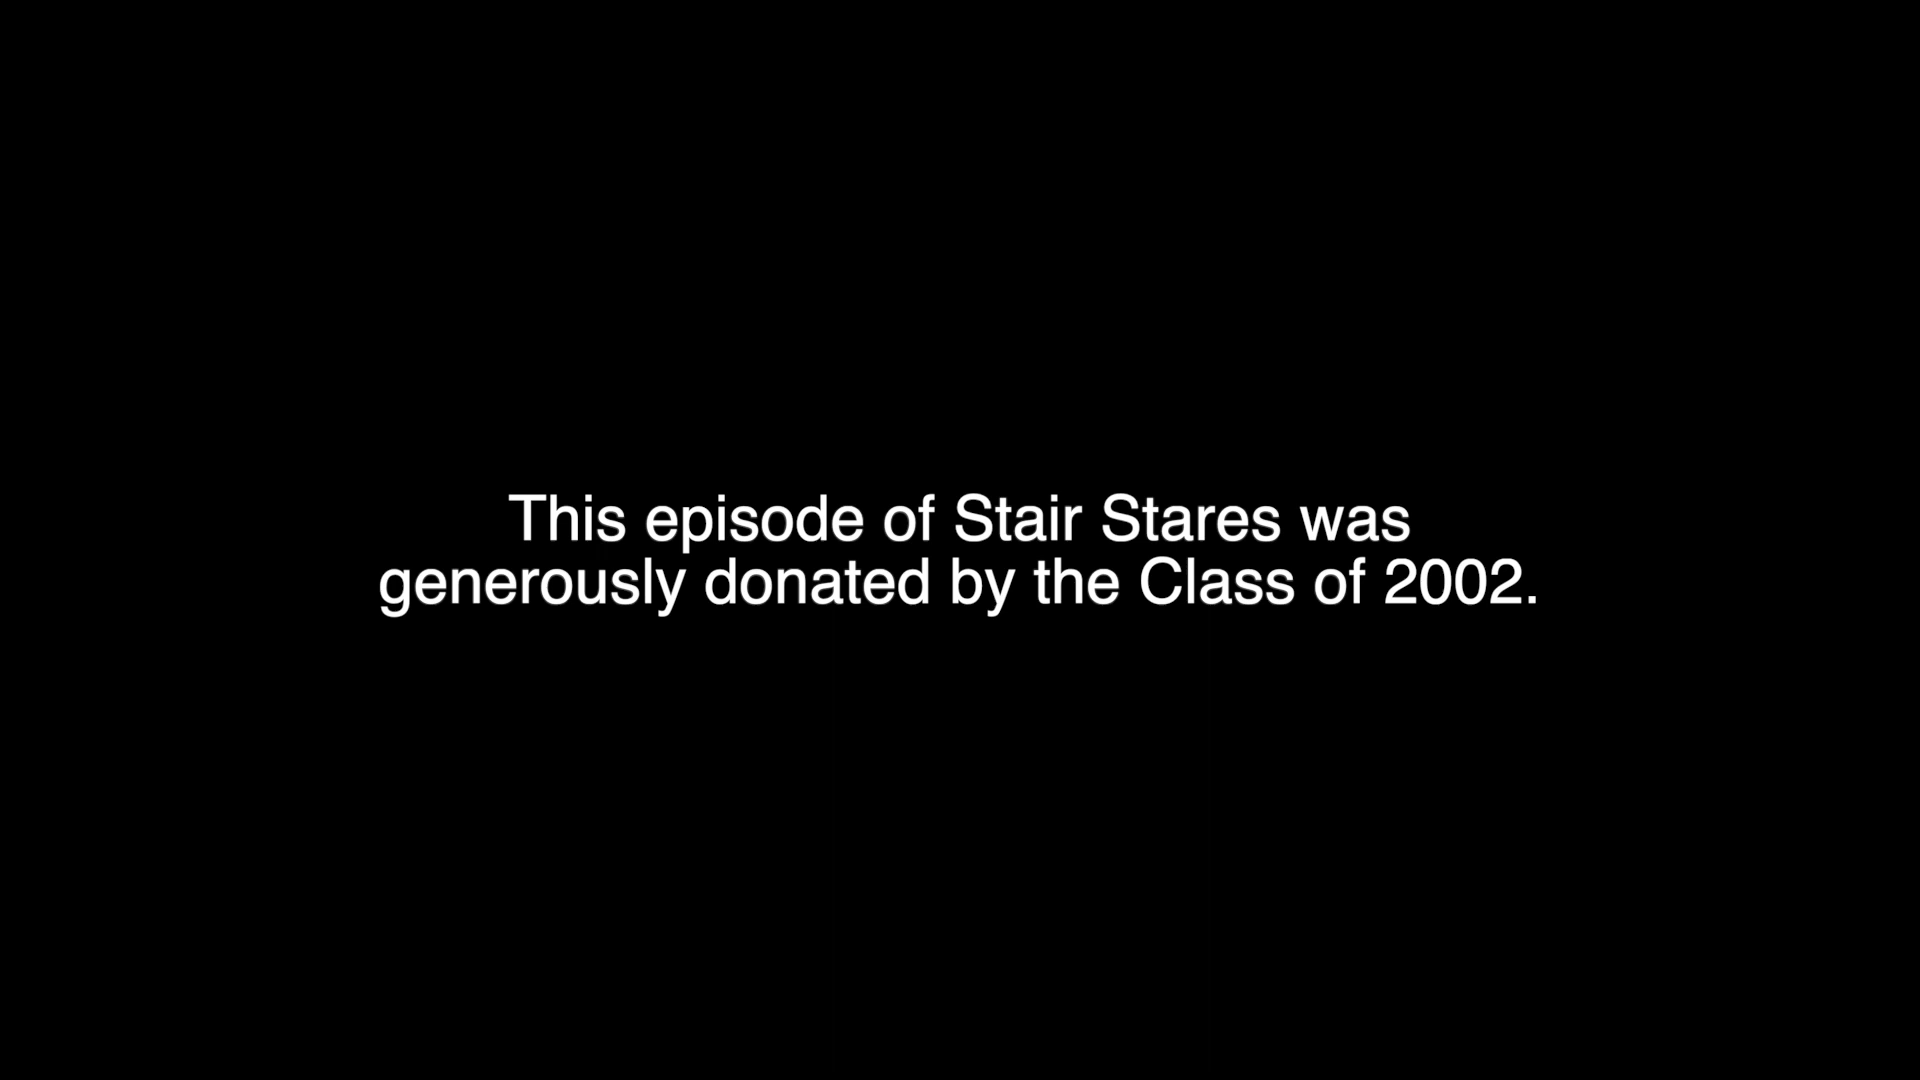 This episode of Stair Stares was
generously donated by the Class of 2002.